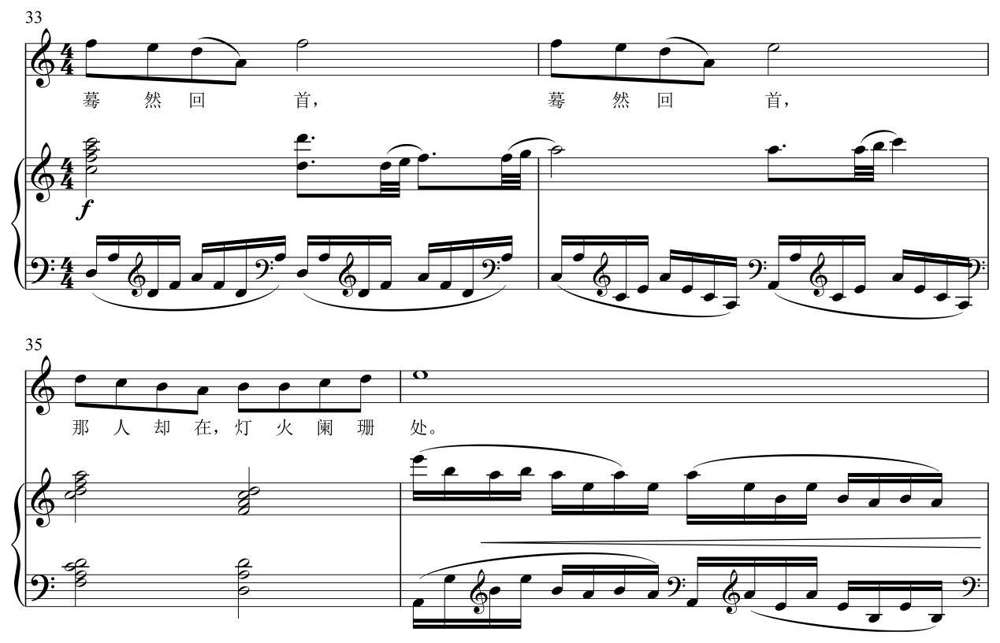 33
蓦 然 回 首， 蓦 然 回 首，
f
35
那 人 却 在， 灯 火 阑 珊 处。